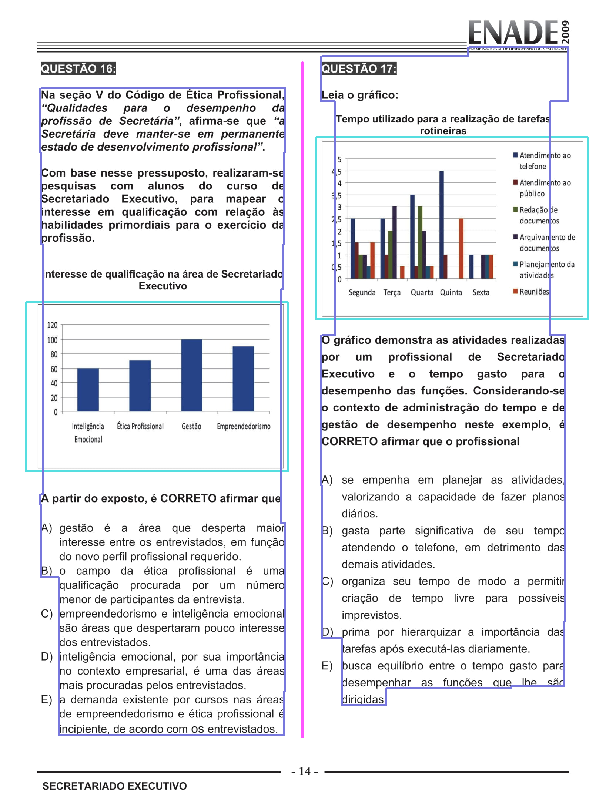 ENADE 2009
QUESTÃO 16:
Na seção V do Código de Ética Profissional,
“Qualidades para o desempenho da
profissão de Secretária”, afirma-se que “a
Secretária deve manter-se em permanente
estado de desenvolvimento profissional”.
Com base nesse pressuposto, realizaram-se
pesquisas com alunos do curso de
Secretariado Executivo, para mapear o
interesse em qualificação com relação às
habilidades primordiais para o exercício da
profissão.
Interesse de qualificação na área de Secretariado
Executivo
120
100
80
60
40
20
0
Inteligência
Emocional
Ética Profissional
Gestão
Empreendedorismo
A partir do exposto, é CORRETO afirmar que
A) gestão é a área que desperta maior
interesse entre os entrevistados, em função
do novo perfil profissional requerido.
B) o campo da ética profissional é uma
qualificação procurada por um número
menor de participantes da entrevista.
C) empreendedorismo e inteligência emocional
são áreas que despertaram pouco interesse
dos entrevistados.
D) inteligência emocional, por sua importância
no contexto empresarial, é uma das áreas
mais procuradas pelos entrevistados.
E) a demanda existente por cursos nas áreas
de empreendedorismo e ética profissional é
incipiente, de acordo com os entrevistados.
QUESTÃO 17:
Leia o gráfico:
Tempo utilizado para a realização de tarefas
rotineiras
5
4,5
4
3,5
3
2,5
2
1,5
1
0,5
0
Segunda Terça Quarta Quinta Sexta
Atendimento ao
telefone
Atendimento ao
público
Redação de
documentos
Arquivamento de
documentos
Planejamento da
atividades
Reuniões
O gráfico demonstra as atividades realizadas
por um profissional de Secretariado
Executivo e o tempo gasto para o
desempenho das funções. Considerando-se
o contexto de administração do tempo e de
gestão de desempenho neste exemplo, é
CORRETO afirmar que o profissional
A) se empenha em planejar as atividades,
valorizando a capacidade de fazer planos
diários.
B) gasta parte significativa de seu tempo
atendendo o telefone, em detrimento das
demais atividades.
C) organiza seu tempo de modo a permitir
criação de tempo livre para possíveis
imprevistos.
D) prima por hierarquizar a importância das
tarefas após executá-las diariamente.
E) busca equilíbrio entre o tempo gasto para
desempenhar as funções que lhe são
dirigidas.
- 14 -
SECRETARIADO EXECUTIVO